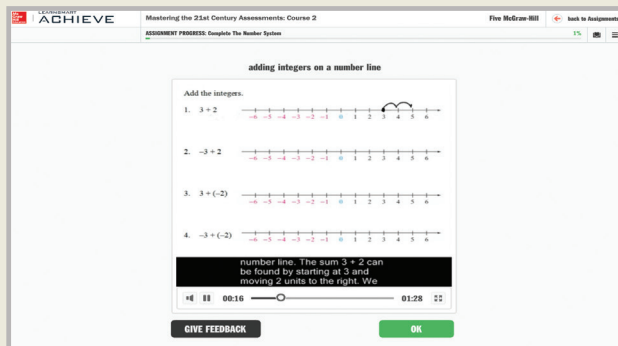 LEARNSMART
ACHIEVE
Mastering the 21st Century Assessments: Course 2
Five McGraw-Hill
back to Assignments
ASSIGNMENT PROGRESS: Complete The Number System
1%
adding integers on a number line
Add the integers.
1. 3 + 2
-6 -5 -4 -3 -2 -1 0 1 2 3 4 5 6
2. -3 + 2
-6 -5 -4 -3 -2 -1 0 1 2 3 4 5 6
3. 3 + (-2)
-6 -5 -4 -3 -2 -1 0 1 2 3 4 5 6
4. -3 + (-2)
-6 -5 -4 -3 -2 -1 0 1 2 3 4 5 6
number line. The sum 3 + 2 can
be found by starting at 3 and
moving 2 units to the right. We
00:16 01:28
GIVE FEEDBACK
OK